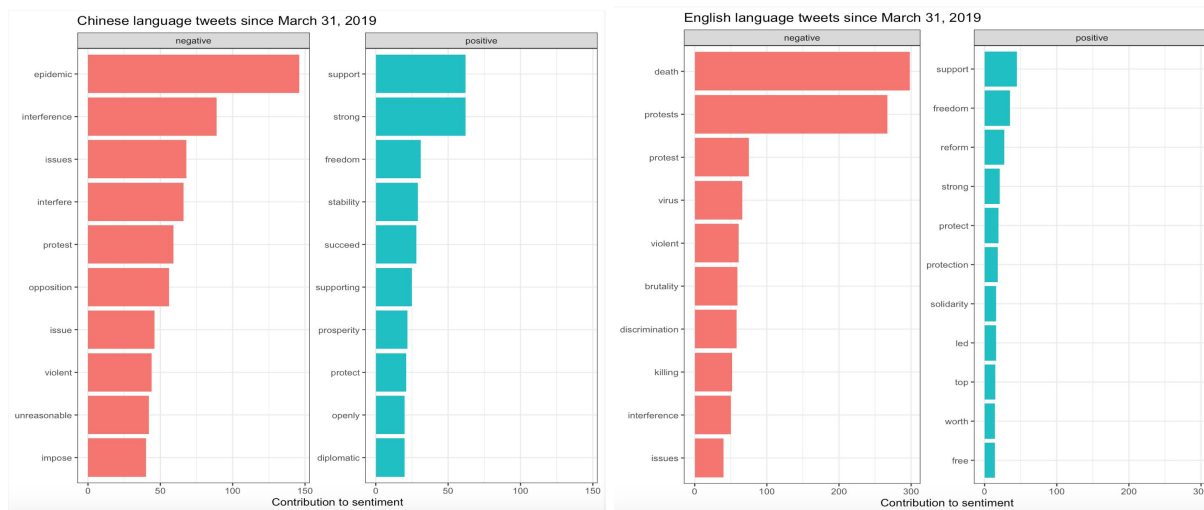 Chinese language tweets since March 31, 2019
negative
positive
epidemic
interference
issues
interfere
protest
opposition
issue
violent
unreasonable
impose
support
strong
freedom
stability
succeed
supporting
prosperity
protect
openly
diplomatic
0 50 100 150
0 50 100 150
Contribution to sentiment
English language tweets since March 31, 2019
negative
positive
death
protests
protest
virus
violent
brutality
discrimination
killing
interference
issues
support
freedom
reform
strong
protect
protection
solidarity
led
top
worth
free
0 100 200 300
0 100 200 300
Contribution to sentiment